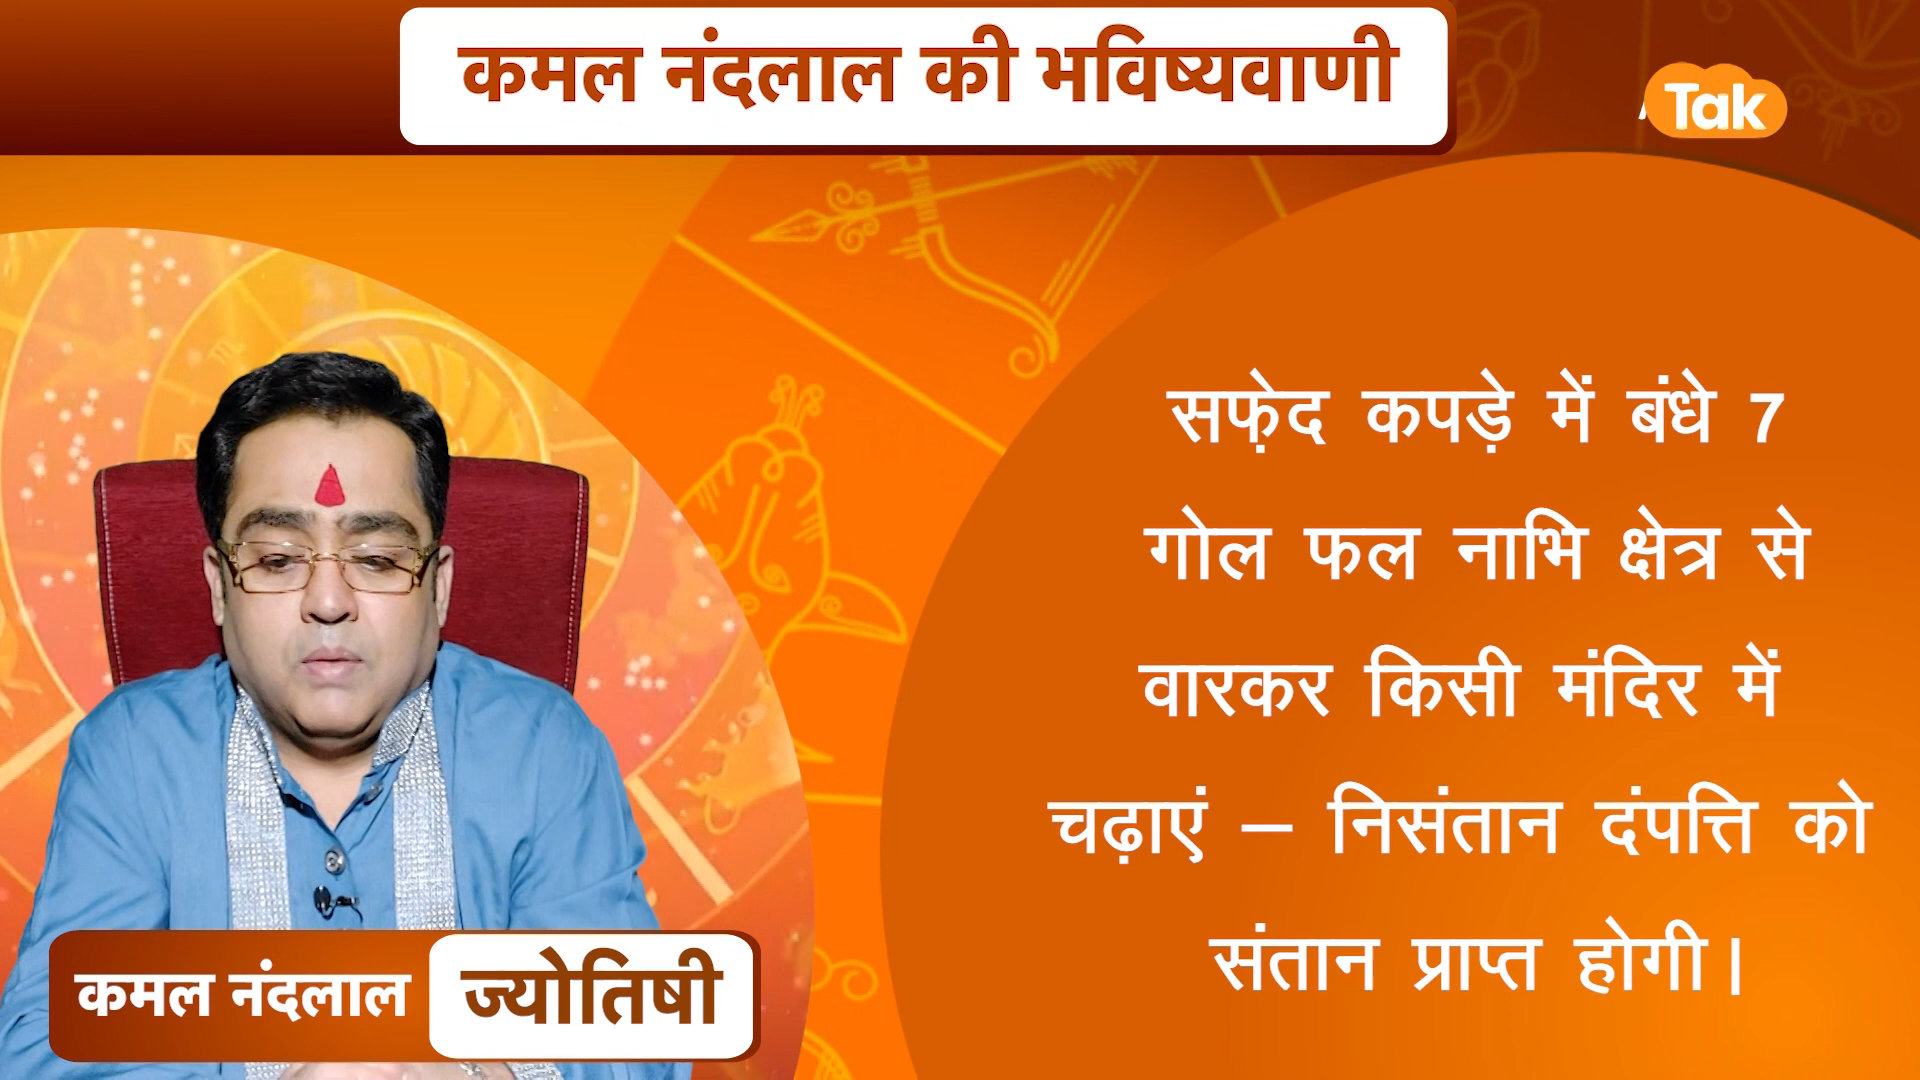 कमल नंदलाल की भविष्यवाणी
Tak
सफ़ेद कपड़े में बंधे 7
गोल फल नाभि क्षेत्र से
वारकर किसी मंदिर में
चढ़ाएं – निसंतान दंपत्ति को
संतान प्राप्त होगी।
कमल नंदलाल
ज्योतिषी